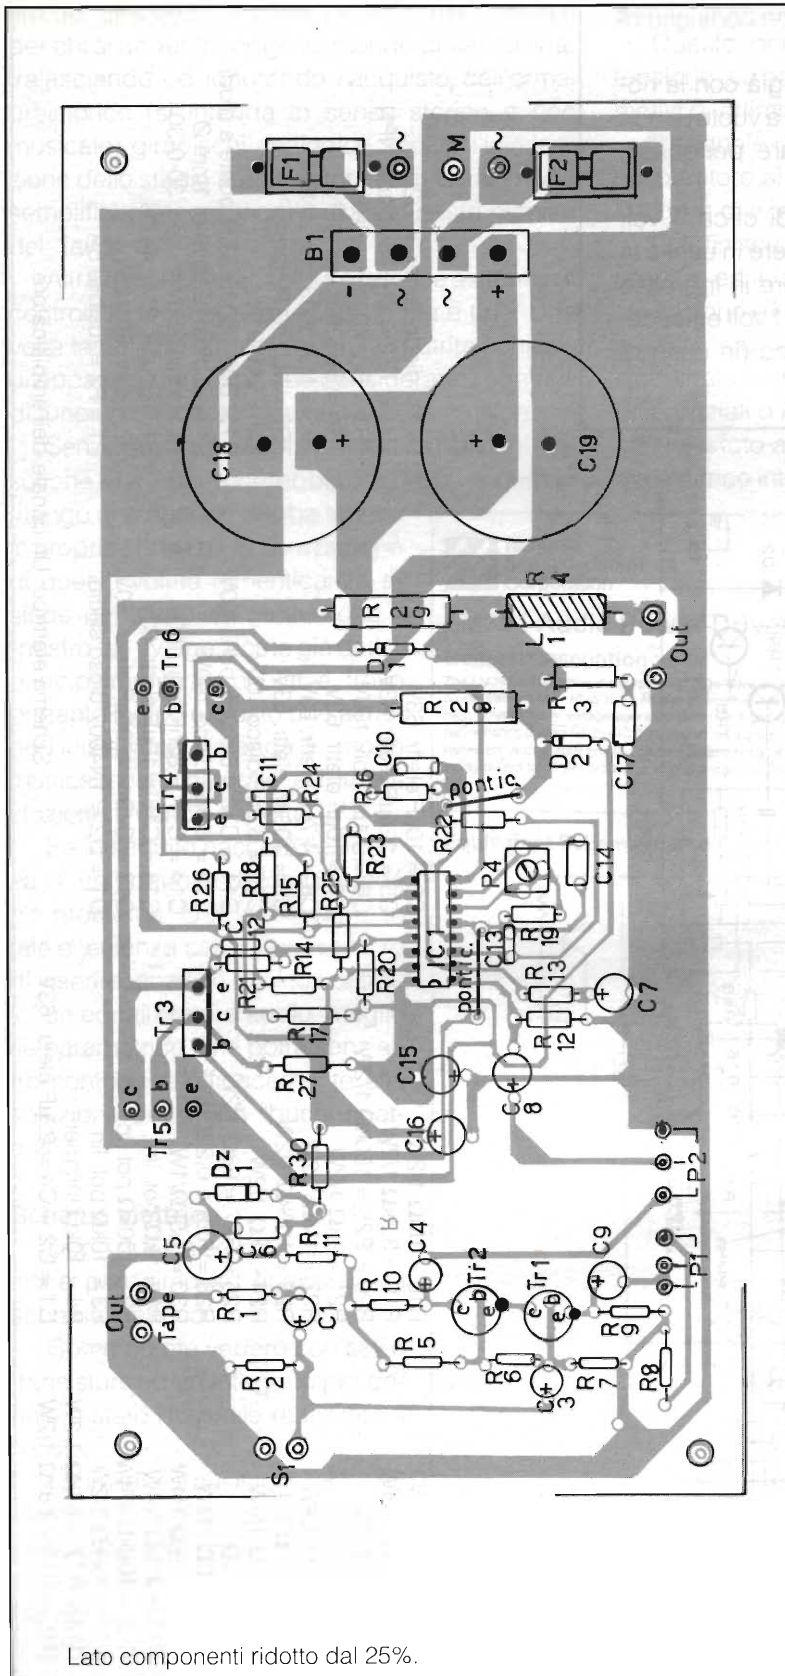 F1
~
M
~
F2
B1
-
~
~
+
C18
+
+
C19
R
29
R
4
L
1
Out
D
1
Tr6
e
b
c
R
28
R
3
D
2
C17
Tr4
b
c
e
C11
R24
C10
R16
pontic.
R22
R23
R26
R18
R15
R25
P4
C14
C
12
IC1
R
19
C13
pontic.
R21
R14
R20
R
13
C7
Tr3
e
c
b
R
17
R
12
R
27
C15
+
+
C
8
+
C16
+
Tr5
c
b
e
Dz
1
R30
P2
C5
+
C
6
R
11
C4
+
Tr2
c
b
e
Tr1
c
b
e
C9
+
P1
Out
Tape
R
1
C1
+
R
10
R
9
R
2
R
5
R
6
C
3
+
R
7
R8
S1
Lato componenti ridotto dal 25%.